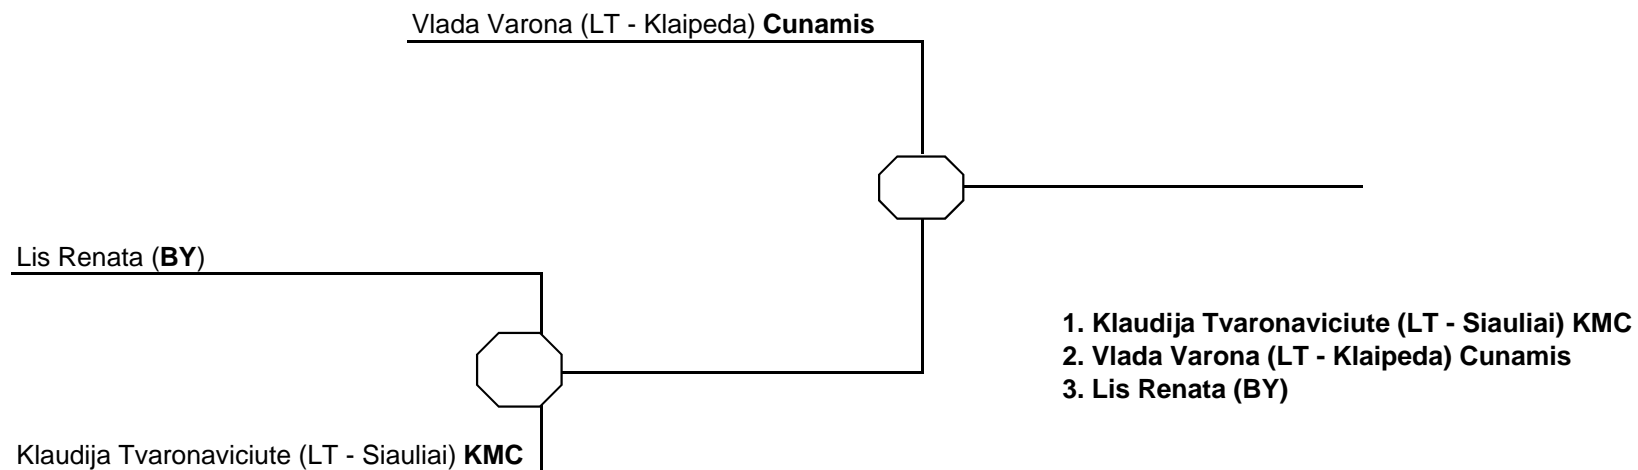 Vlada Varona (LT - Klaipeda) Cunamis
Lis Renata (BY)
1. Klaudija Tvaronaviciute (LT - Siauliai) KMC
2. Vlada Varona (LT - Klaipeda) Cunamis
3. Lis Renata (BY)
Klaudija Tvaronaviciute (LT - Siauliai) KMC